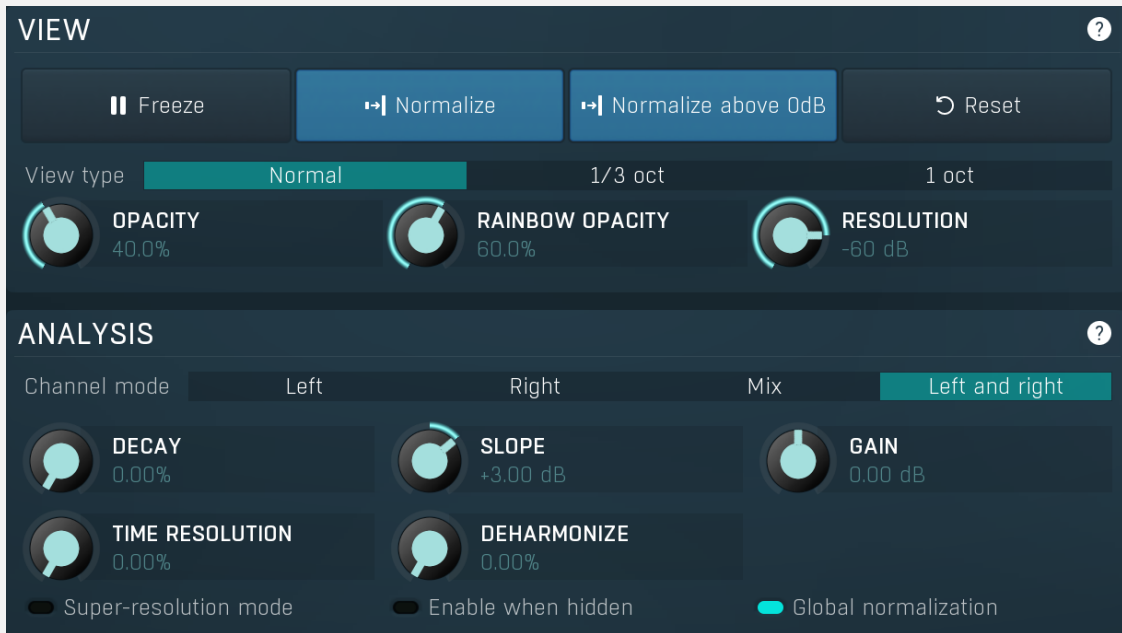 VIEW ?
Freeze Normalize Normalize above 0dB Reset
View type Normal 1/3 oct 1 oct
OPACITY RAINBOW OPACITY RESOLUTION
40.0% 60.0% -60 dB
ANALYSIS ?
Channel mode Left Right Mix Left and right
DECAY SLOPE GAIN
0.00% +3.00 dB 0.00 dB
TIME RESOLUTION DEHARMONIZE
0.00% 0.00%
Super-resolution mode Enable when hidden Global normalization